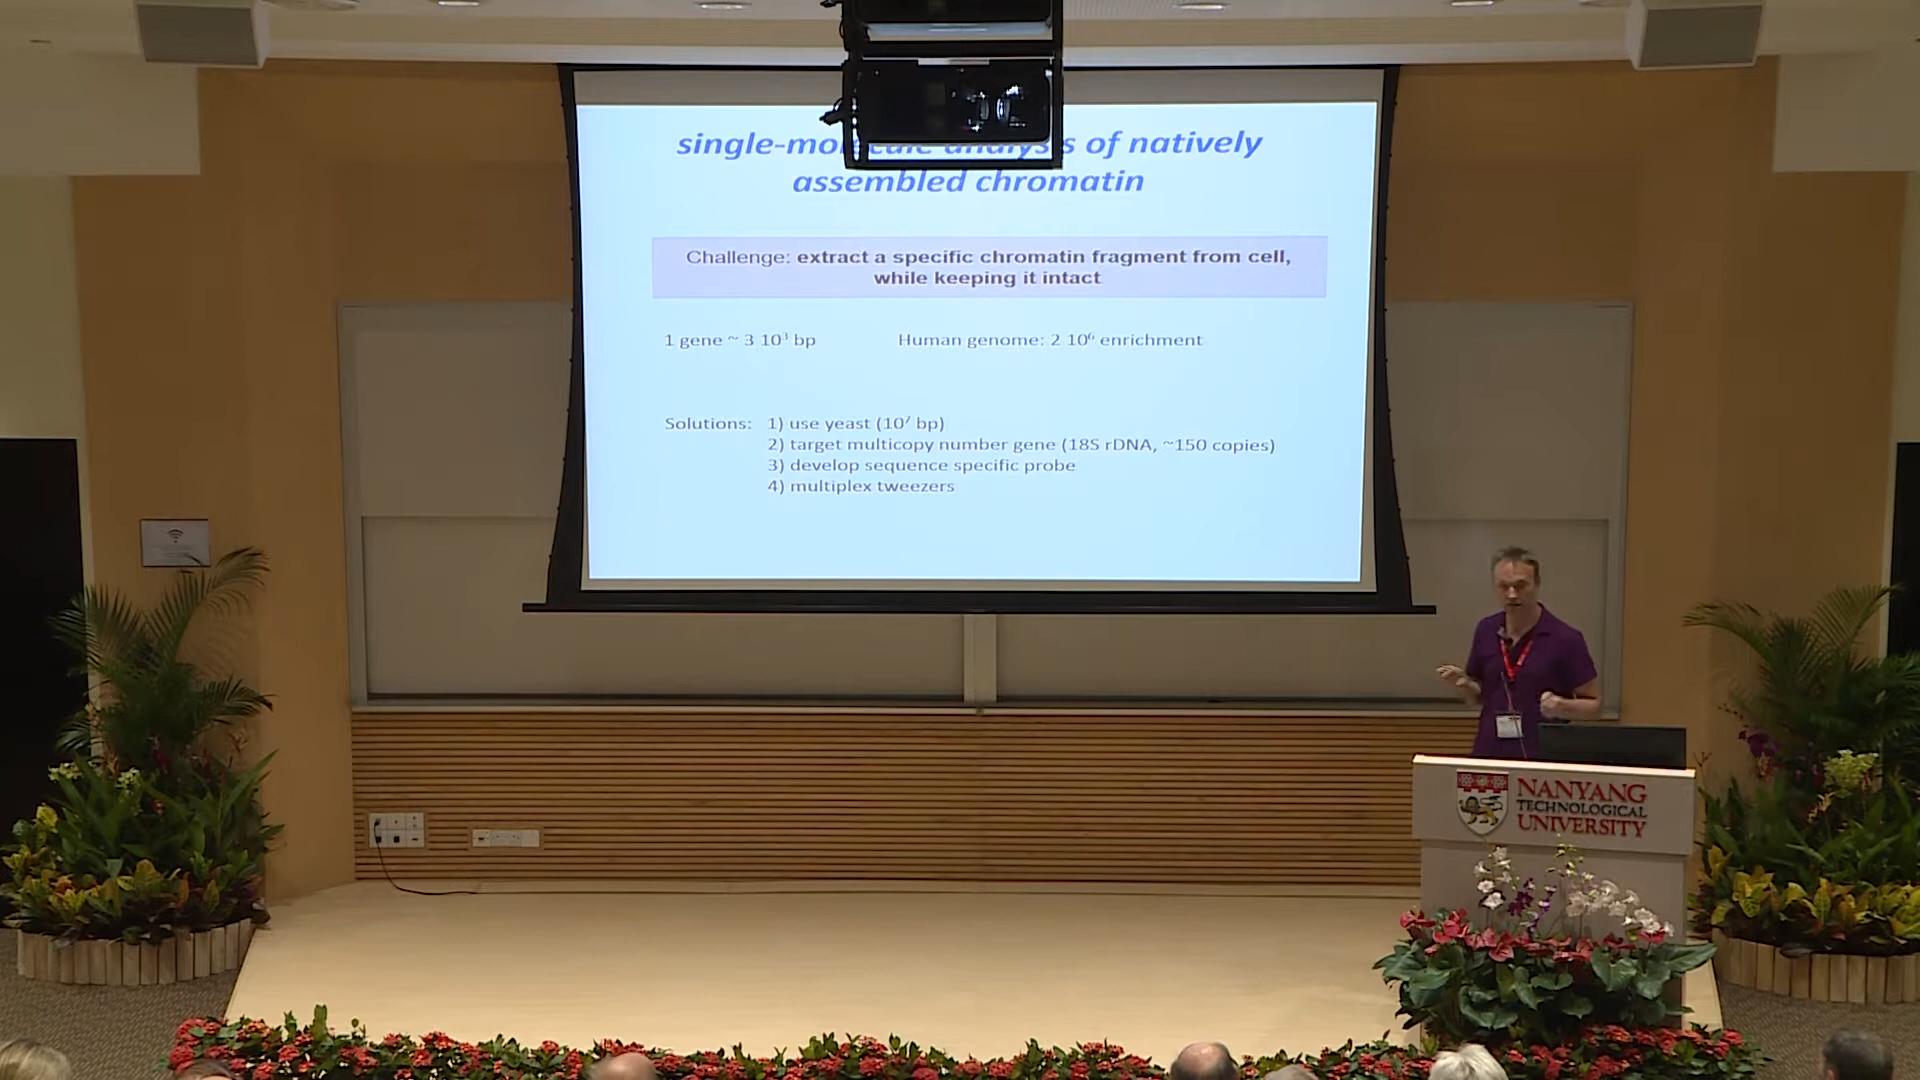 single-mo s of natively
assembled chromatin
Challenge: extract a specific chromatin fragment from cell,
while keeping it intact
1 gene ~ 3 10³ bp Human genome: 2 10⁶ enrichment
Solutions: 1) use yeast (10⁷ bp)
2) target multicopy number gene (18S rDNA, ~150 copies)
3) develop sequence specific probe
4) multiplex tweezers
NANYANG
TECHNOLOGICAL
UNIVERSITY